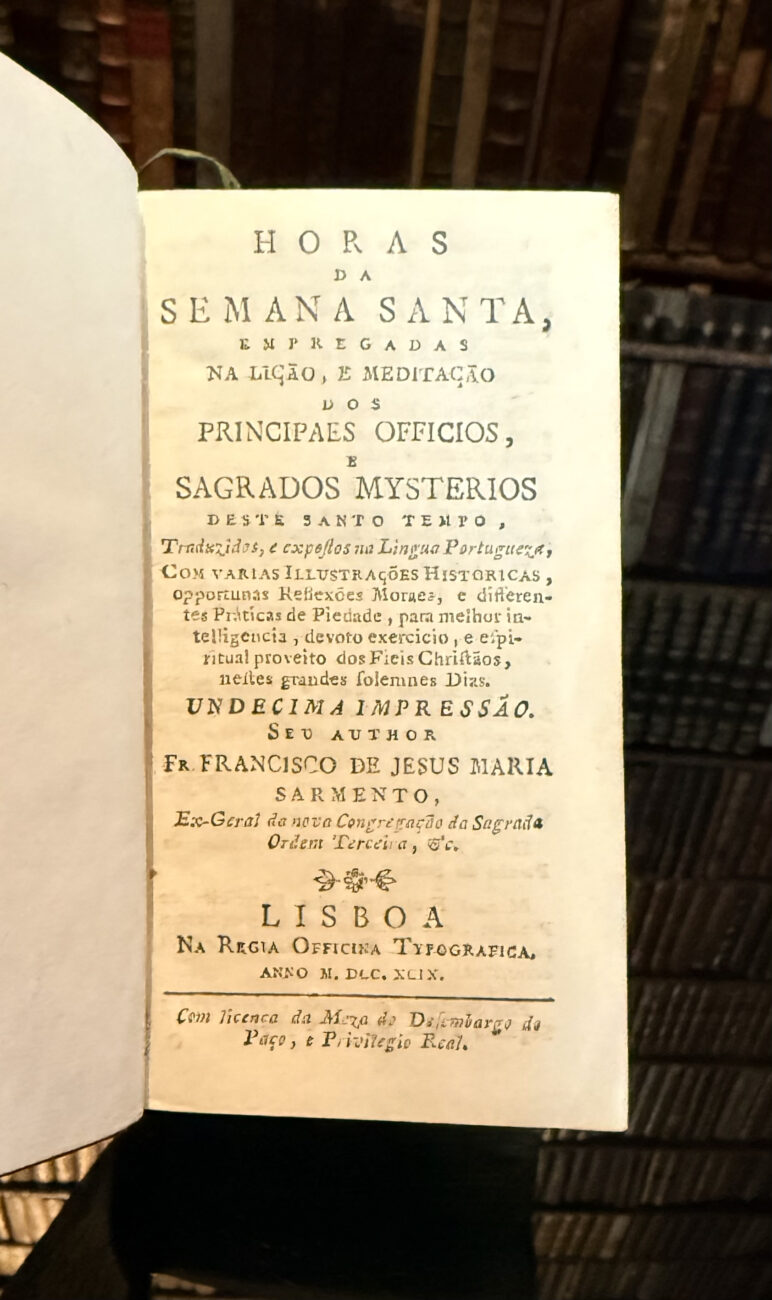 HORAS
DA
SEMANA SANTA,
EMPREGADAS
NA LIÇÃO, E MEDITAÇÃO
DOS
PRINCIPAES OFFICIOS,
E
SAGRADOS MYSTERIOS
DESTE SANTO TEMPO,
Traduzidos, e expoſtos na Lingua Portugueza,
COM VARIAS ILLUSTRAçÕES HISTORICAS,
opportunas Reflexões Moraes, e differen-
tes Práticas de Piedade, para melhor in-
telligencia, devoto exercicio, e eſpi-
ritual proveito dos Fieis Chriſtãos,
neſtes grandes ſolemnes Dias.
UNDECIMA IMPRESSÃO.
SEU AUTHOR
FR. FRANCISCO DE JESUS MARIA
SARMENTO,
Ex-Geral da nova Congregação da Sagrada
Ordem Terceira, &c.
LISBOA
NA REGIA OFFICINA TYPOGRAFICA.
ANNO M. DCC. XCIX.
Com licença da Meza do Deſembargo do
Paço, e Privilegio Real.